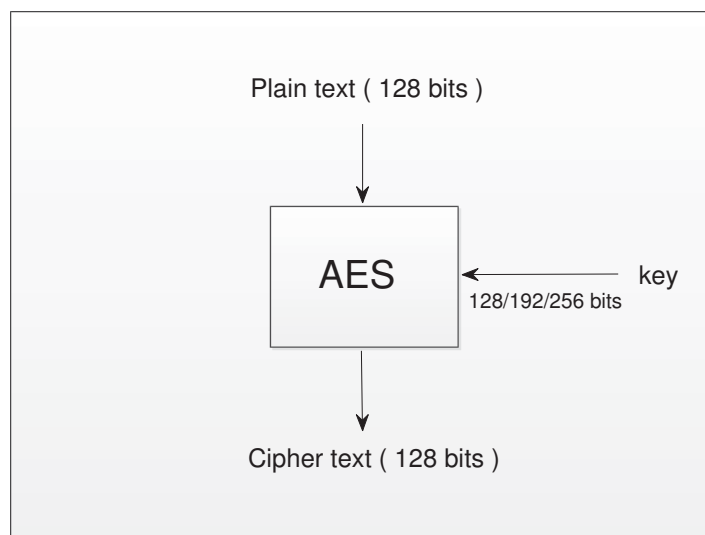 Plain text ( 128 bits )
AES
key
128/192/256 bits
Cipher text ( 128 bits )